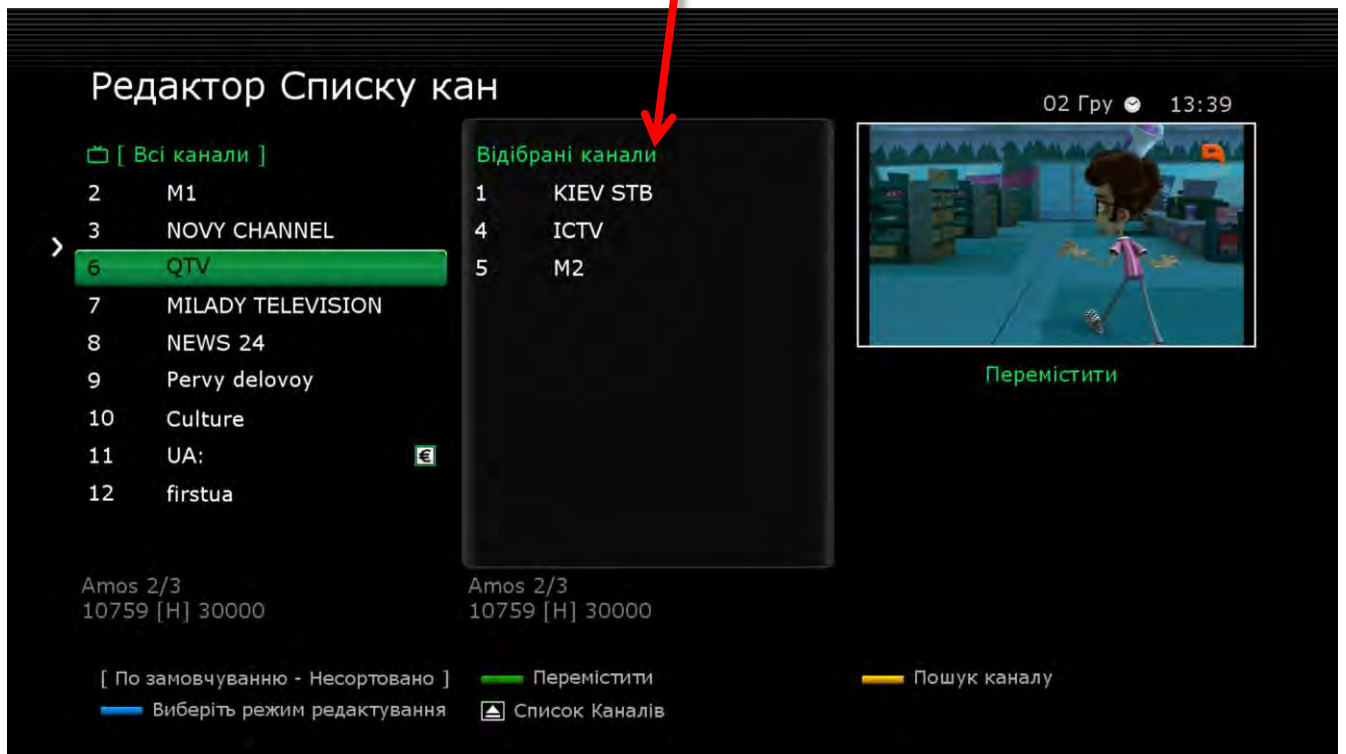 Редактор Списку кан
02 Гру 13:39
[ Всі канали ]
2 M1
3 NOVY CHANNEL
6 QTV
7 MILADY TELEVISION
8 NEWS 24
9 Pervy delovoy
10 Culture
11 UA: €
12 firstua
Amos 2/3
10759 [H] 30000
Відібрані канали
1 KIEV STB
4 ICTV
5 M2
Amos 2/3
10759 [H] 30000
Перемістити
[ По замовчуванню - Несортовано ] Перемістити Пошук каналу
Виберіть режим редактування Список Каналів